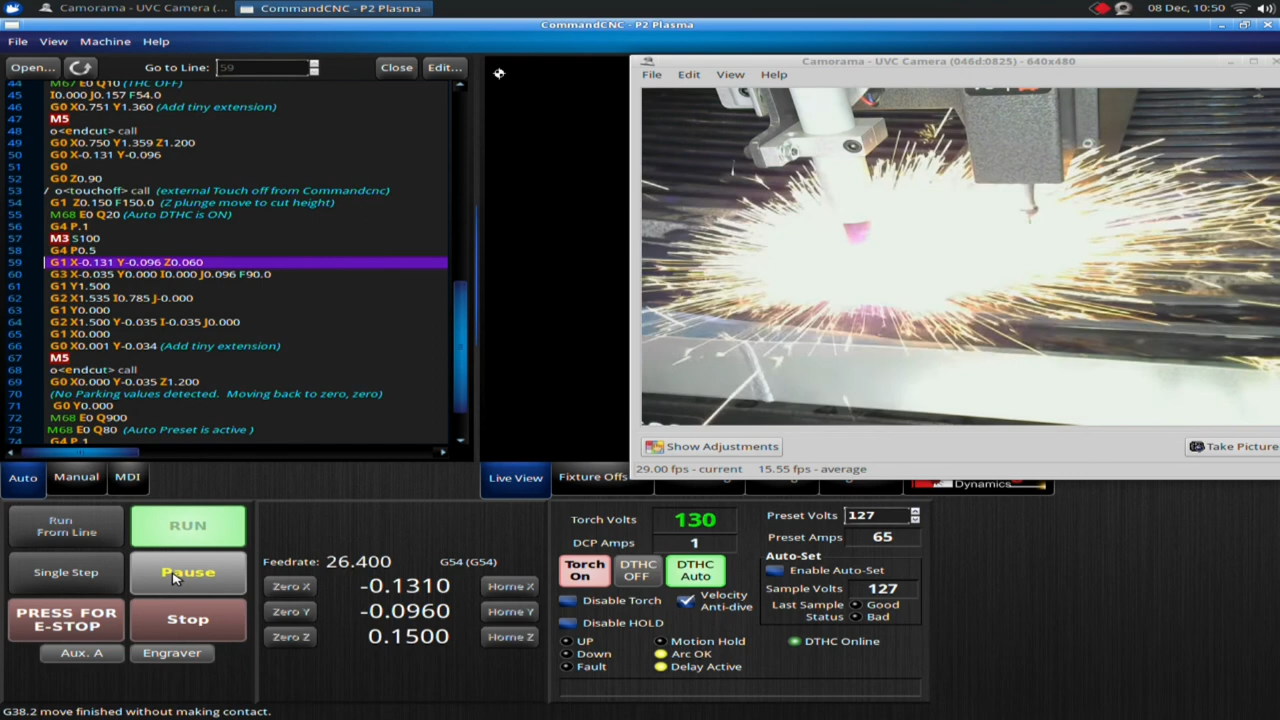 Camorama - UVC Camera (...
CommandCNC - P2 Plasma
08 Dec, 10:50
CommandCNC - P2 Plasma
File View Machine Help
Open... Go to Line: 59 Close Edit...
44 M67 E0 Q10 (THC OFF)
45 I0.000 J0.157 F54.0
46 G0 X0.751 Y1.360 (Add tiny extension)
47 M5
48 o<endcut> call
49 G0 X0.750 Y1.359 Z1.200
50 G0 X-0.131 Y-0.096
51 G0
52 G0 Z0.90
53 / o<touchoff> call (external Touch off from Commandcnc)
54 G1 Z0.150 F150.0 (Z plunge move to cut height)
55 M68 E0 Q20 (Auto DTHC is ON)
56 G4 P.1
57 M3 S100
58 G4 P0.5
59 G1 X-0.131 Y-0.096 Z0.060
60 G3 X-0.035 Y0.000 I0.000 J0.096 F90.0
61 G1 Y1.500
62 G2 X1.535 I0.785 J-0.000
63 G1 Y0.000
64 G2 X1.500 Y-0.035 I-0.035 J0.000
65 G1 X0.000
66 G0 X0.001 Y-0.034 (Add tiny extension)
67 M5
68 o<endcut> call
69 G0 X0.000 Y-0.035 Z1.200
70 (No Parking values detected. Moving back to zero, zero)
71 G0 Y0.000
72 M68 E0 Q900
73 M68 E0 Q80 (Auto Preset is active )
74 G4 P.1
Camorama - UVC Camera (046d:0825) - 640x480
File Edit View Help
Show Adjustments Take Picture
29.00 fps - current 15.55 fps - average
Auto Manual MDI
Live View Fixture Offs
Dynamics
Run From Line
RUN
Single Step
Pause
PRESS FOR E-STOP
Stop
Aux. A Engraver
Feedrate: 26.400 G54 (G54)
Zero X -0.1310 Home X
Zero Y -0.0960 Home Y
Zero Z 0.1500 Home Z
Torch Volts 130
DCP Amps 1
Torch On
DTHC OFF
DTHC Auto
Disable Torch
Velocity Anti-dive
Disable HOLD
UP Motion Hold
Down Arc OK
Fault Delay Active
Preset Volts 127
Preset Amps 65
Auto-Set
Enable Auto-Set
Sample Volts 127
Last Sample Status Good Bad
DTHC Online
G38.2 move finished without making contact.